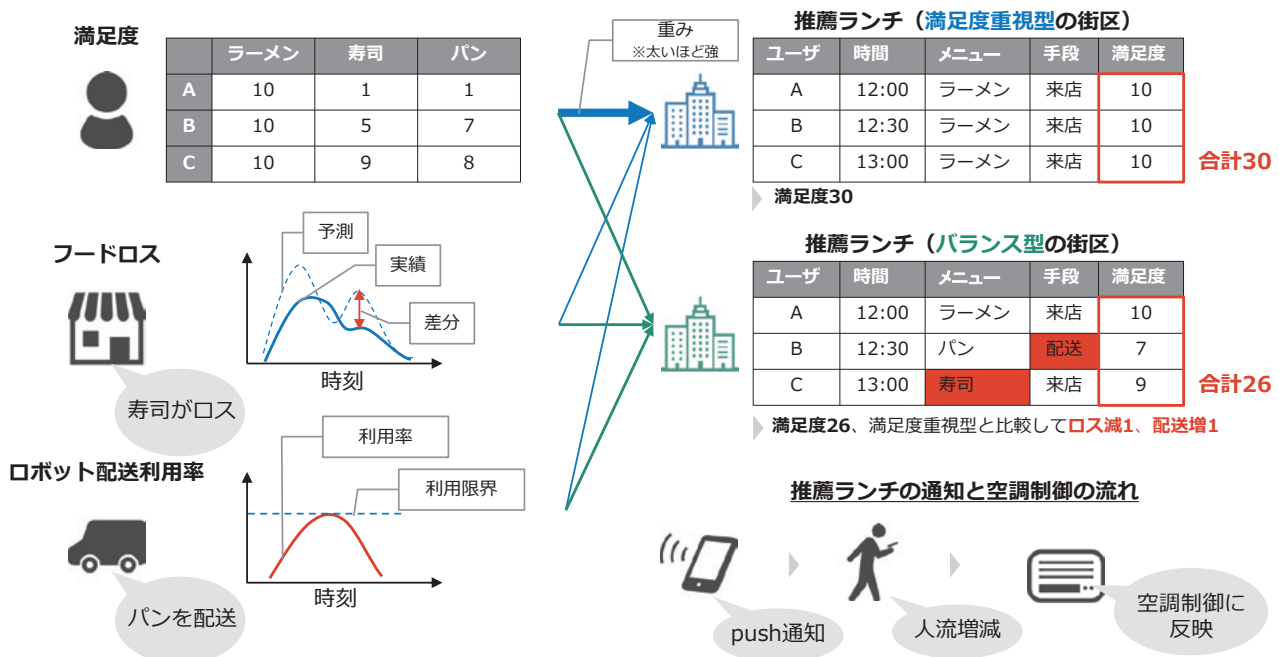 満足度
ラーメン 寿司 パン
A 10 1 1
B 10 5 7
C 10 9 8
フードロス
予測
実績
差分
時刻
寿司がロス
ロボット配送利用率
利用率
利用限界
時刻
パンを配送
重み
※太いほど強
推薦ランチ（満足度重視型の街区）
ユーザ 時間 メニュー 手段 満足度
A 12:00 ラーメン 来店 10
B 12:30 ラーメン 来店 10
C 13:00 ラーメン 来店 10
合計30
満足度30
推薦ランチ（バランス型の街区）
ユーザ 時間 メニュー 手段 満足度
A 12:00 ラーメン 来店 10
B 12:30 パン 配送 7
C 13:00 寿司 来店 9
合計26
満足度26、満足度重視型と比較してロス減1、配送増1
推薦ランチの通知と空調制御の流れ
push通知
人流増減
空調制御に
反映